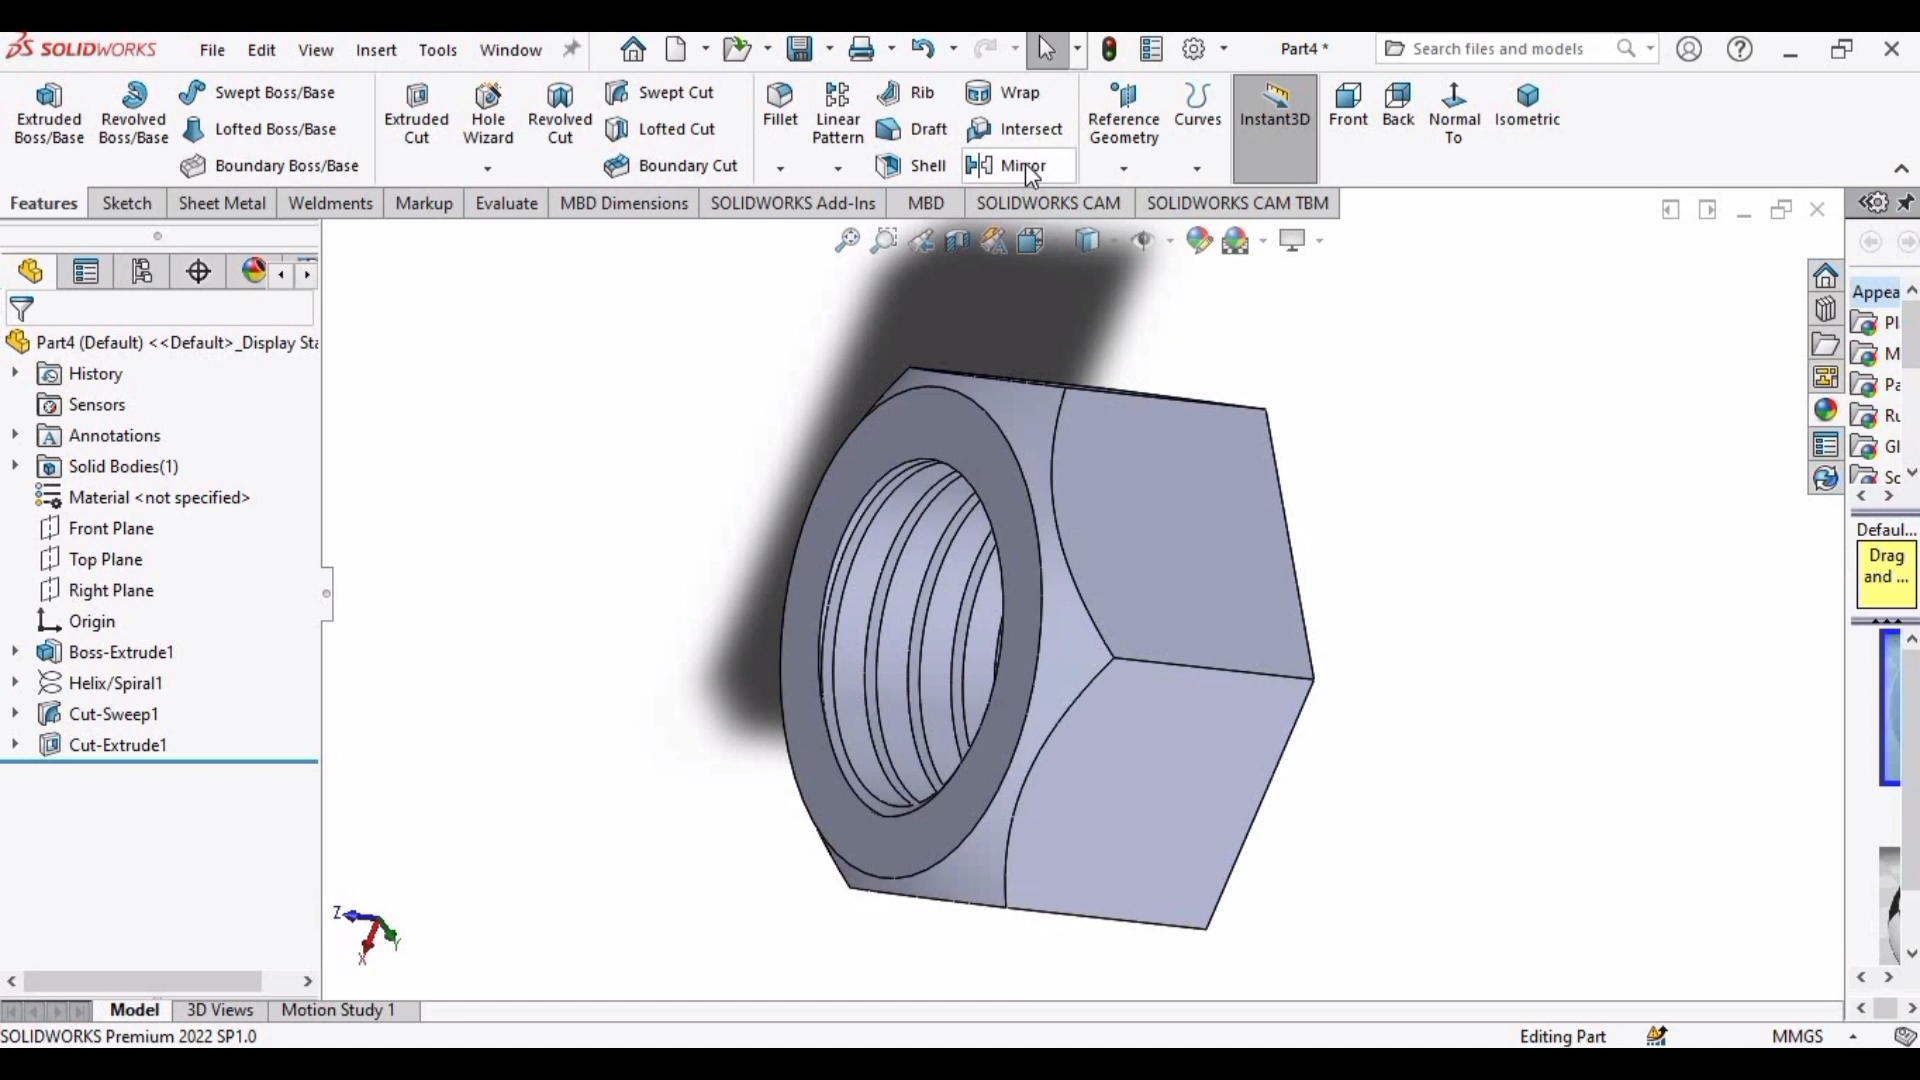 SOLIDWORKS File Edit View Insert Tools Window Part4 * Search files and models
Extruded Boss/Base
Revolved Boss/Base
Swept Boss/Base
Lofted Boss/Base
Boundary Boss/Base
Extruded Cut
Hole Wizard
Revolved Cut
Swept Cut
Lofted Cut
Boundary Cut
Fillet
Linear Pattern
Rib
Draft
Shell
Wrap
Intersect
Mirror
Reference Geometry
Curves
Instant3D
Front
Back
Normal To
Isometric
Features Sketch Sheet Metal Weldments Markup Evaluate MBD Dimensions SOLIDWORKS Add-Ins MBD SOLIDWORKS CAM SOLIDWORKS CAM TBM
Part4 (Default) <<Default>_Display Sta
History
Sensors
Annotations
Solid Bodies(1)
Material <not specified>
Front Plane
Top Plane
Right Plane
Origin
Boss-Extrude1
Helix/Spiral1
Cut-Sweep1
Cut-Extrude1
Appea
Pl
M
Pa
Ru
Gl
Sc
Defaul...
Drag
and ...
Z
Y
X
Model 3D Views Motion Study 1
SOLIDWORKS Premium 2022 SP1.0 Editing Part MMGS